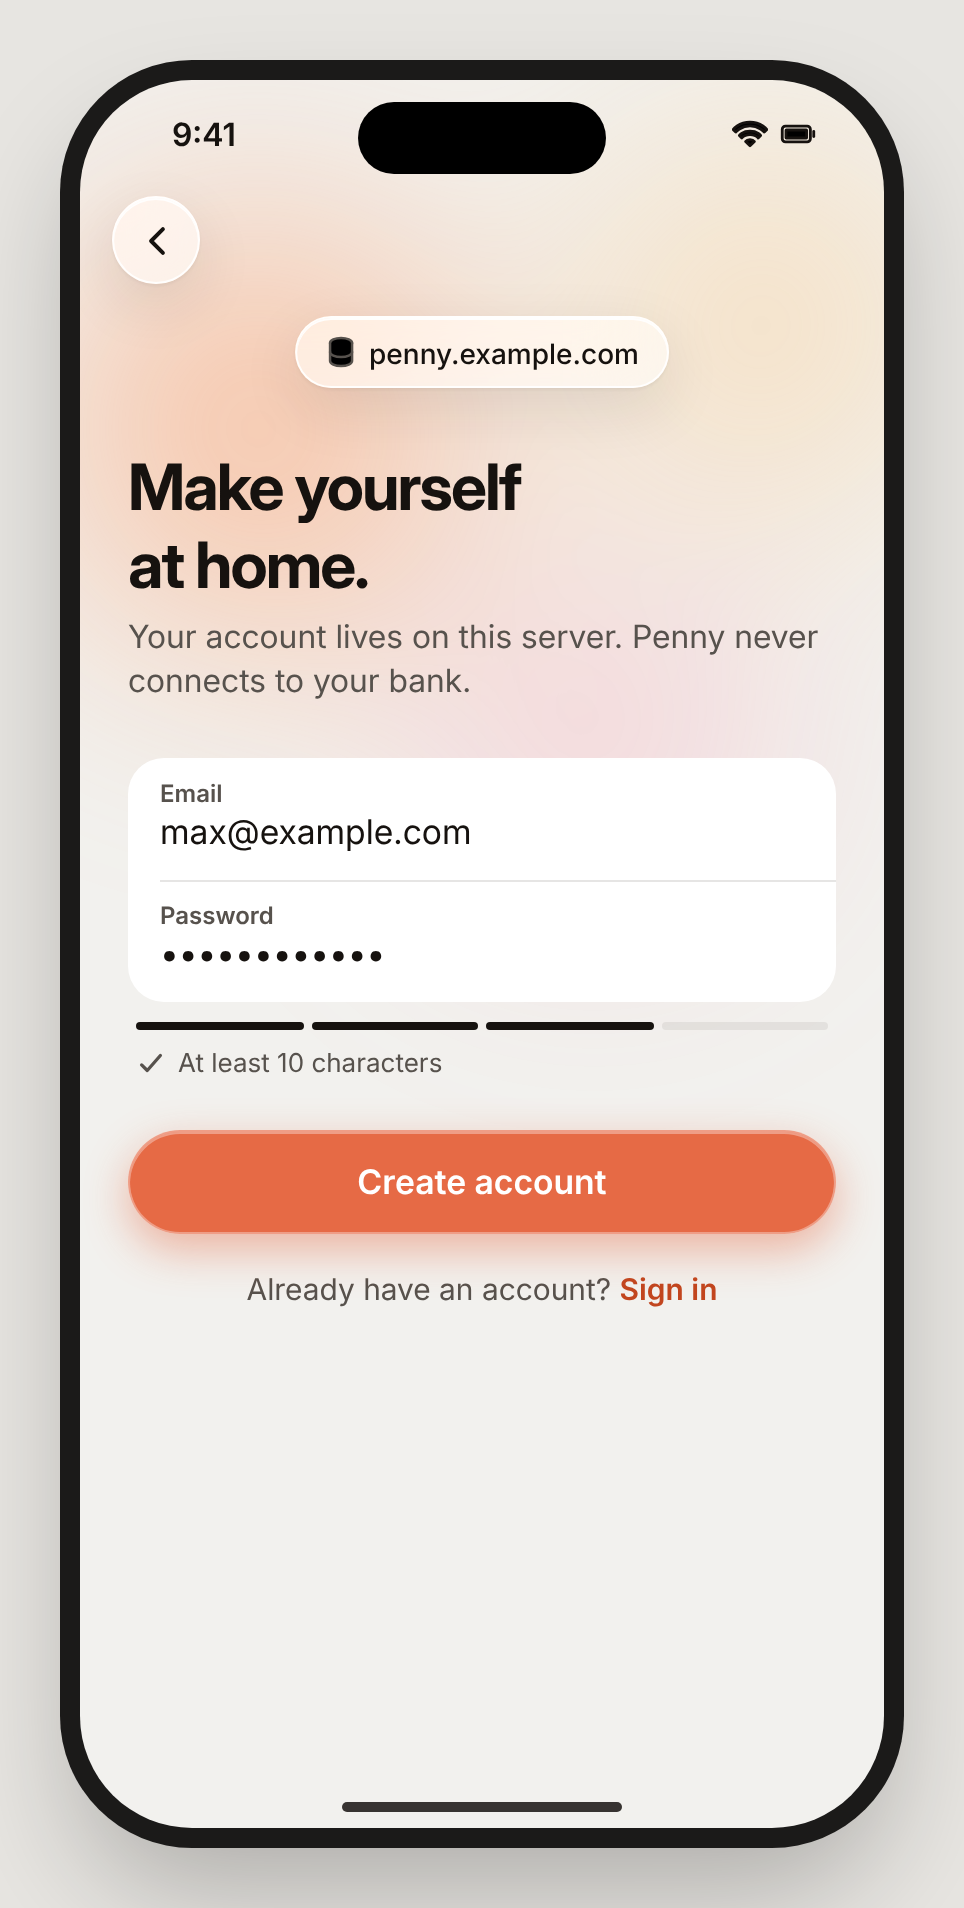 9:41
penny.example.com
Make yourself
at home.
Your account lives on this server. Penny never
connects to your bank.
Email
max@example.com
Password
••••••••••••
At least 10 characters
Create account
Already have an account? Sign in